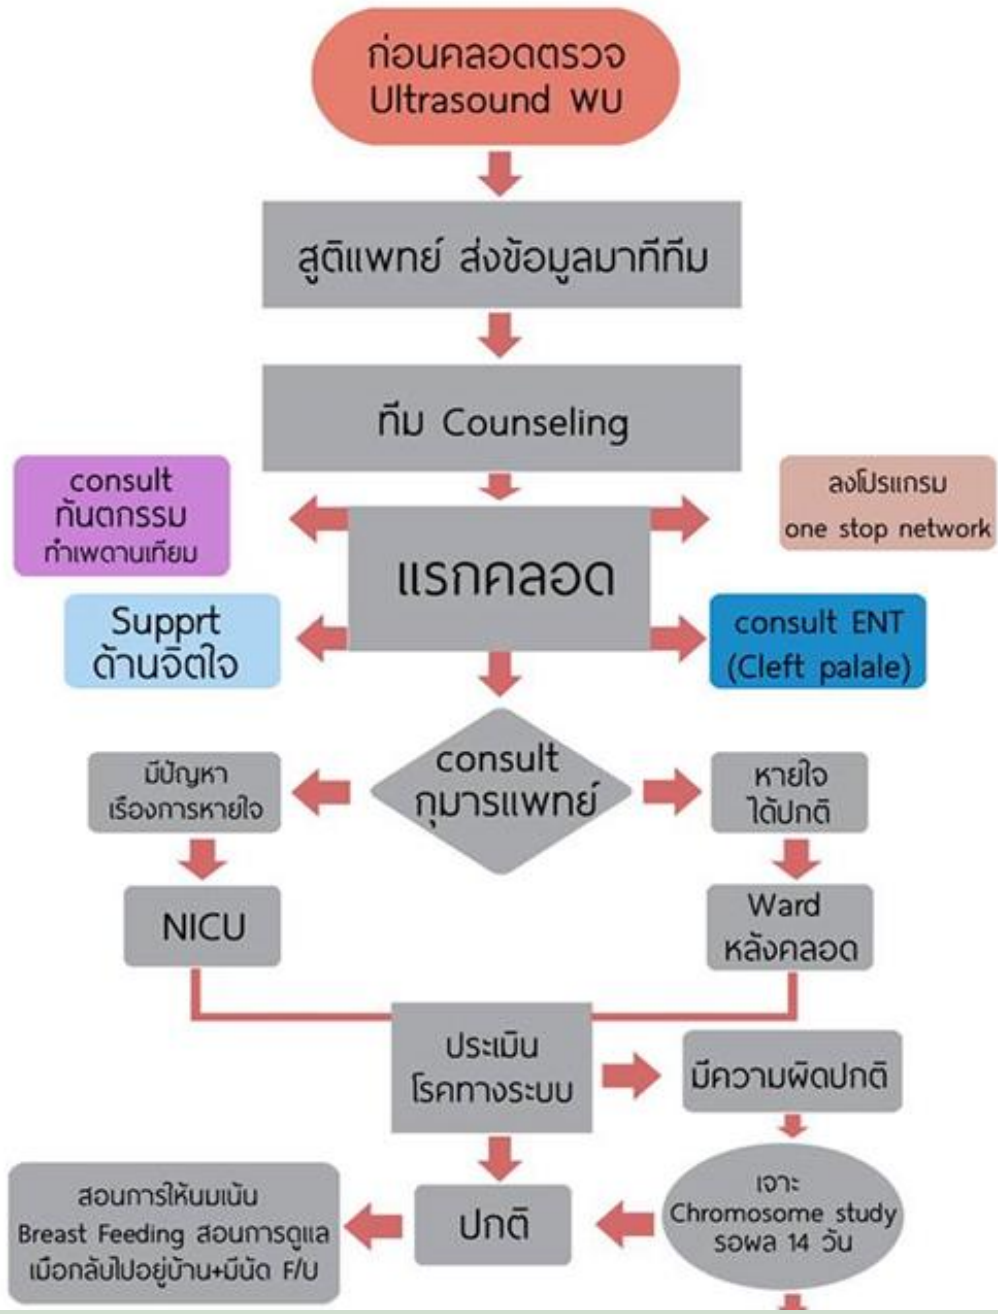 ก่อนคลอดตรวจ
Ultrasound พบ
สูติแพทย์ ส่งข้อมูลมาทีทีม
ทีม Counseling
consult
ทันตกรรม
ทำเพดานเทียม
ลงโปรแกรม
one stop network
แรกคลอด
Supprt
ด้านจิตใจ
consult ENT
(Cleft palale)
consult
กุมารแพทย์
มีปัญหา
เรืองการหายใจ
หายใจ
ได้ปกติ
NICU
Ward
หลังคลอด
ประเมิน
โรคทางระบบ
มีความผิดปกติ
เจาะ
Chromosome study
รอผล 14 วัน
ปกติ
สอนการให้นมเน้น
Breast Feeding สอนการดูแล
เมือกลับไปอยู่บ้าน+มีนัด F/U